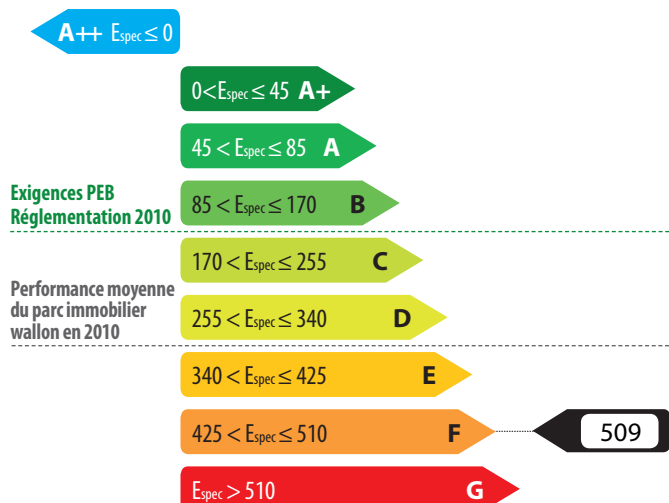 A++ Espec ≤ 0
0<Espec ≤ 45 A+
45 < Espec ≤ 85 A
Exigences PEB
Réglementation 2010
85 < Espec ≤ 170 B
170 < Espec ≤ 255 C
Performance moyenne
du parc immobilier
wallon en 2010
255 < Espec ≤ 340 D
340 < Espec ≤ 425 E
425 < Espec ≤ 510 F 509
Espec > 510 G